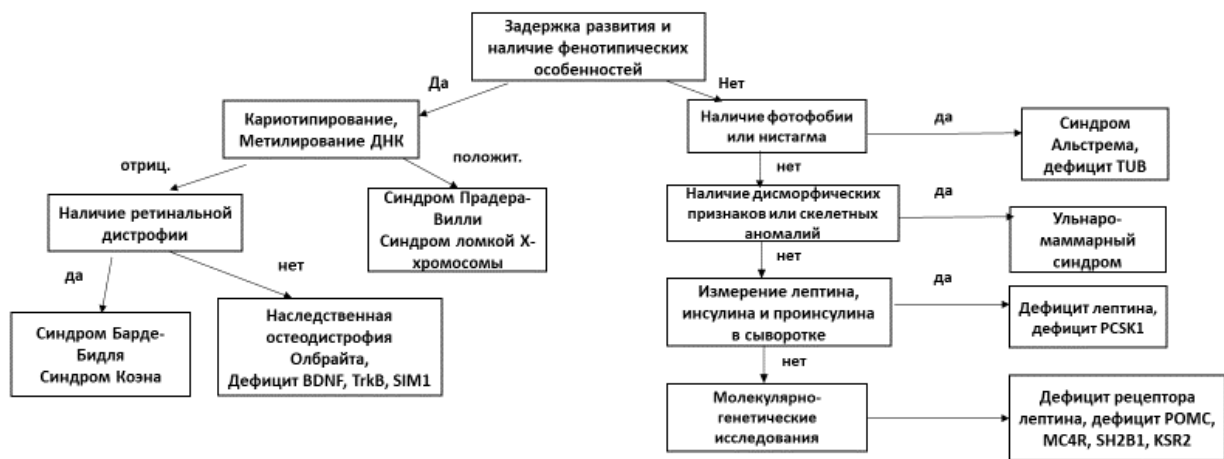 Задержка развития и
наличие фенотипических
особенностей
Да
Нет
Кариотипирование,
Метилирование ДНК
Наличие фотофобии
или нистагма
да
Синдром
Альстрема,
дефицит TUB
отриц.
положит.
нет
Наличие ретинальной
дистрофии
Синдром Прадера-
Вилли
Синдром ломкой Х-
хромосомы
Наличие дисморфических
признаков или скелетных
аномалий
да
Ульнаро-
маммарный
синдром
да
нет
нет
Синдром Барде-
Бидля
Синдром Коэна
Наследственная
остеодистрофия
Олбрайта,
Дефицит BDNF, TrkB, SIM1
Измерение лептина,
инсулина и проинсулина
в сыворотке
да
Дефицит лептина,
дефицит PCSK1
нет
Молекулярно-
генетические
исследования
Дефицит рецептора
лептина, дефицит POMC,
MC4R, SH2B1, KSR2